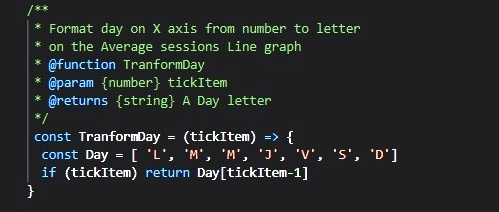 /**
* Format day on X axis from number to letter
* on the Average sessions Line graph
* @function TranformDay
* @param {number} tickItem
* @returns {string} A Day letter
*/
const TranformDay = (tickItem) => {
const Day = [ 'L', 'M', 'M', 'J', 'V', 'S', 'D']
if (tickItem) return Day[tickItem-1]
}